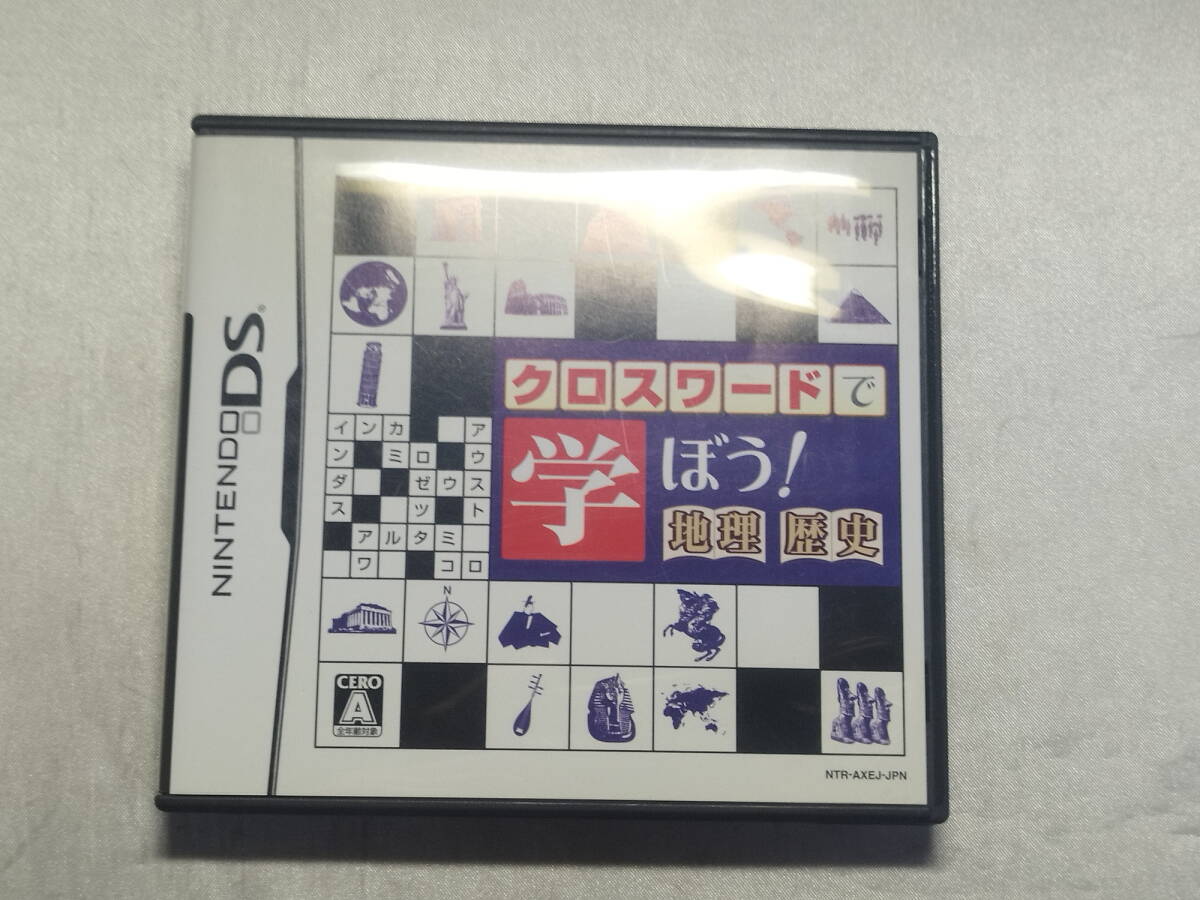 NINTENDO DS®
クロスワードで
学ぼう!
地理 歴史
インカ ア
ン ミロ ウ
ダ ゼウス
ス ツ ト
アルタミ
ワ コロ
N
CERO
A
全年齢対象
NTR-AXEJ-JPN